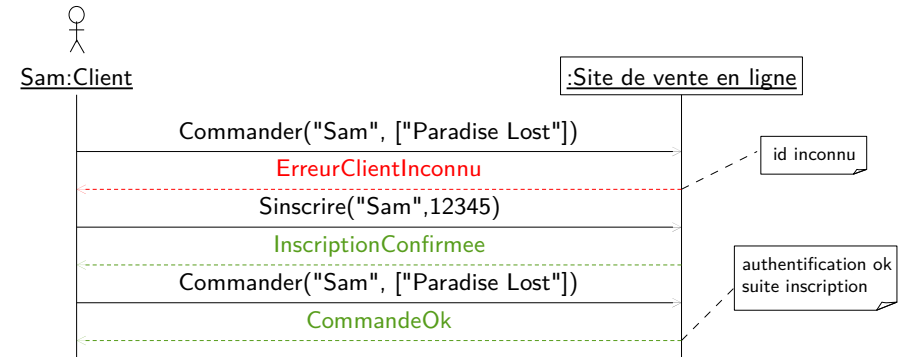 Sam:Client
:Site de vente en ligne
Commander("Sam", ["Paradise Lost"])
id inconnu
ErreurClientInconnu
Sinscrire("Sam",12345)
InscriptionConfirmee
authentification ok
suite inscription
Commander("Sam", ["Paradise Lost"])
CommandeOk